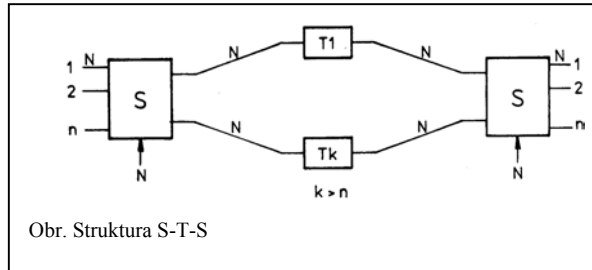 T1
N N
N N
1 1
2 S S 2
N N
n n
Tk
N N
k > n
Obr. Struktura S-T-S